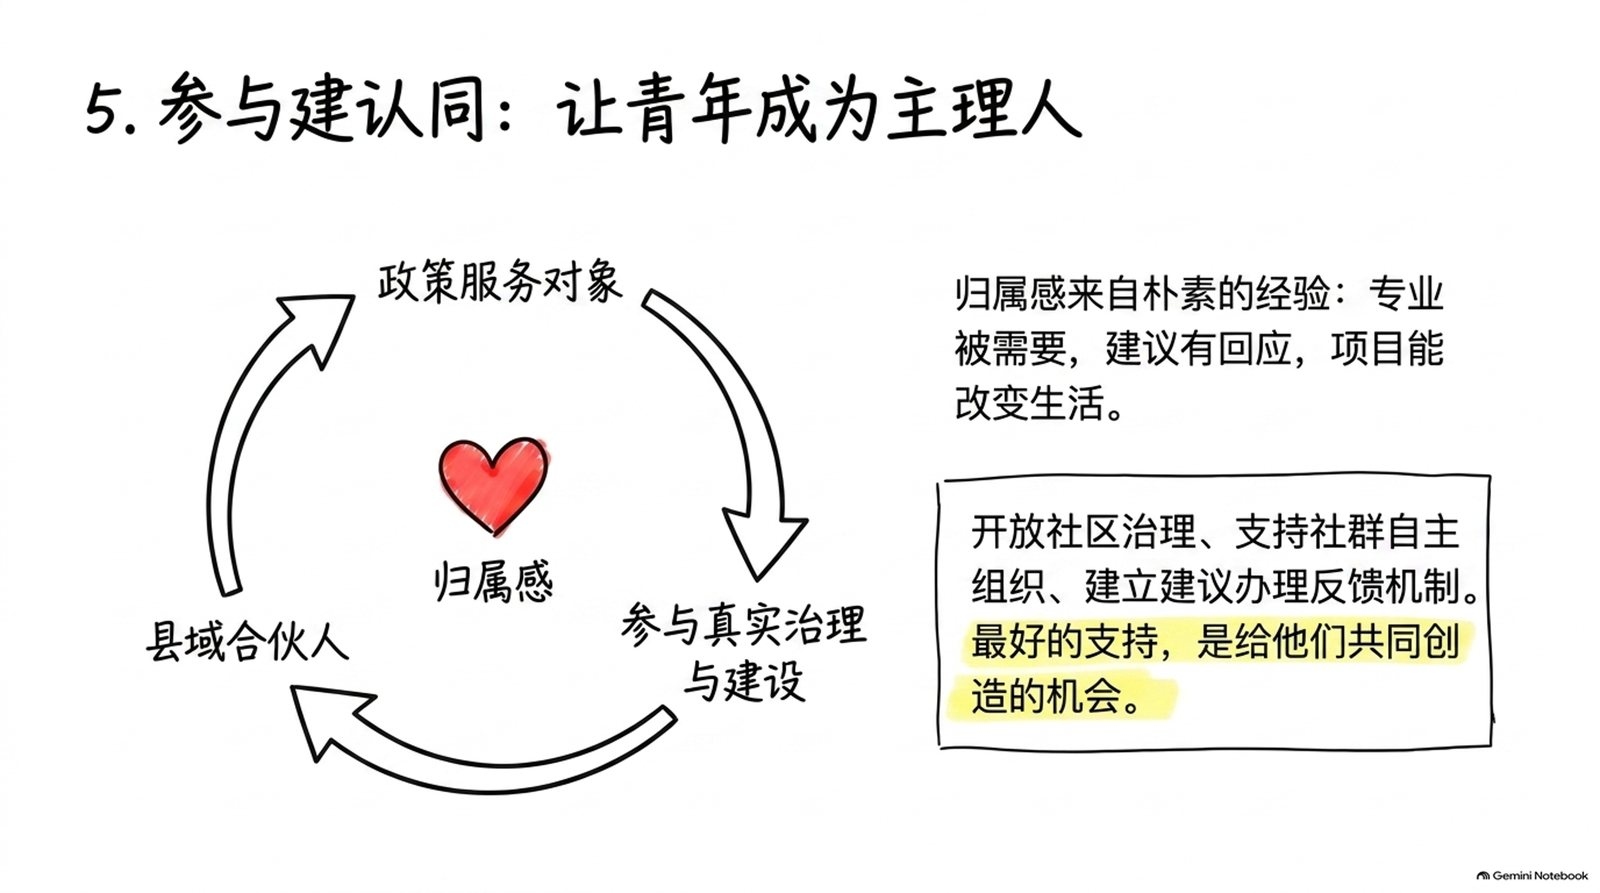 5. 参与建认同：让青年成为主理人
政策服务对象
归属感
县域合伙人
参与真实治理
与建设
归属感来自朴素的经验：专业
被需要，建议有回应，项目能
改变生活。
开放社区治理、支持社群自主
组织、建立建议办理反馈机制。
最好的支持，是给他们共同创
造的机会。
Gemini Notebook